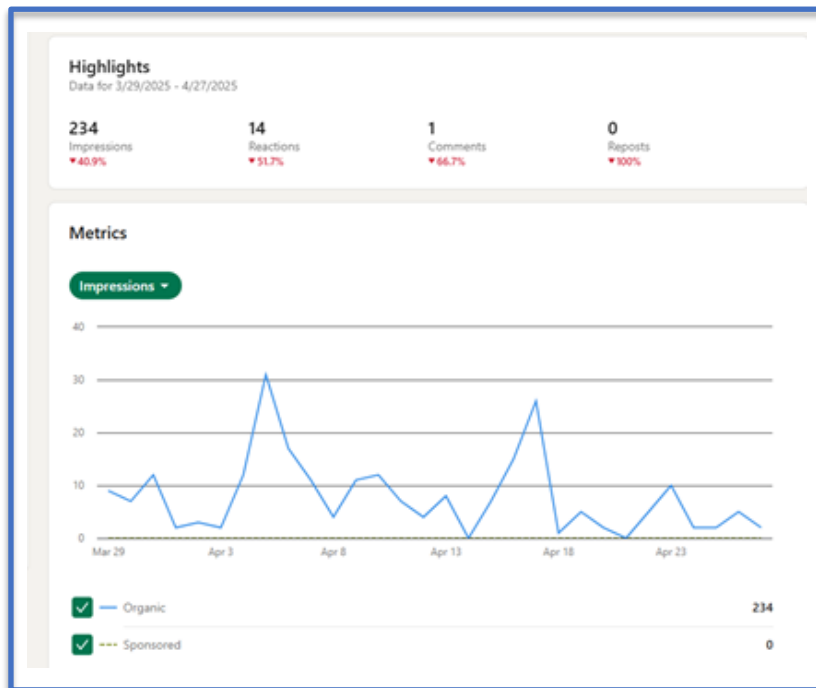 Highlights
Data for 3/29/2025 - 4/27/2025
234 14 1 0
Impressions Reactions Comments Reposts
▼40.9% ▼51.7% ▼66.7% ▼100%
Metrics
Impressions ▼
40
30
20
10
0
Mar 29 Apr 3 Apr 8 Apr 13 Apr 18 Apr 23
Organic 234
Sponsored 0